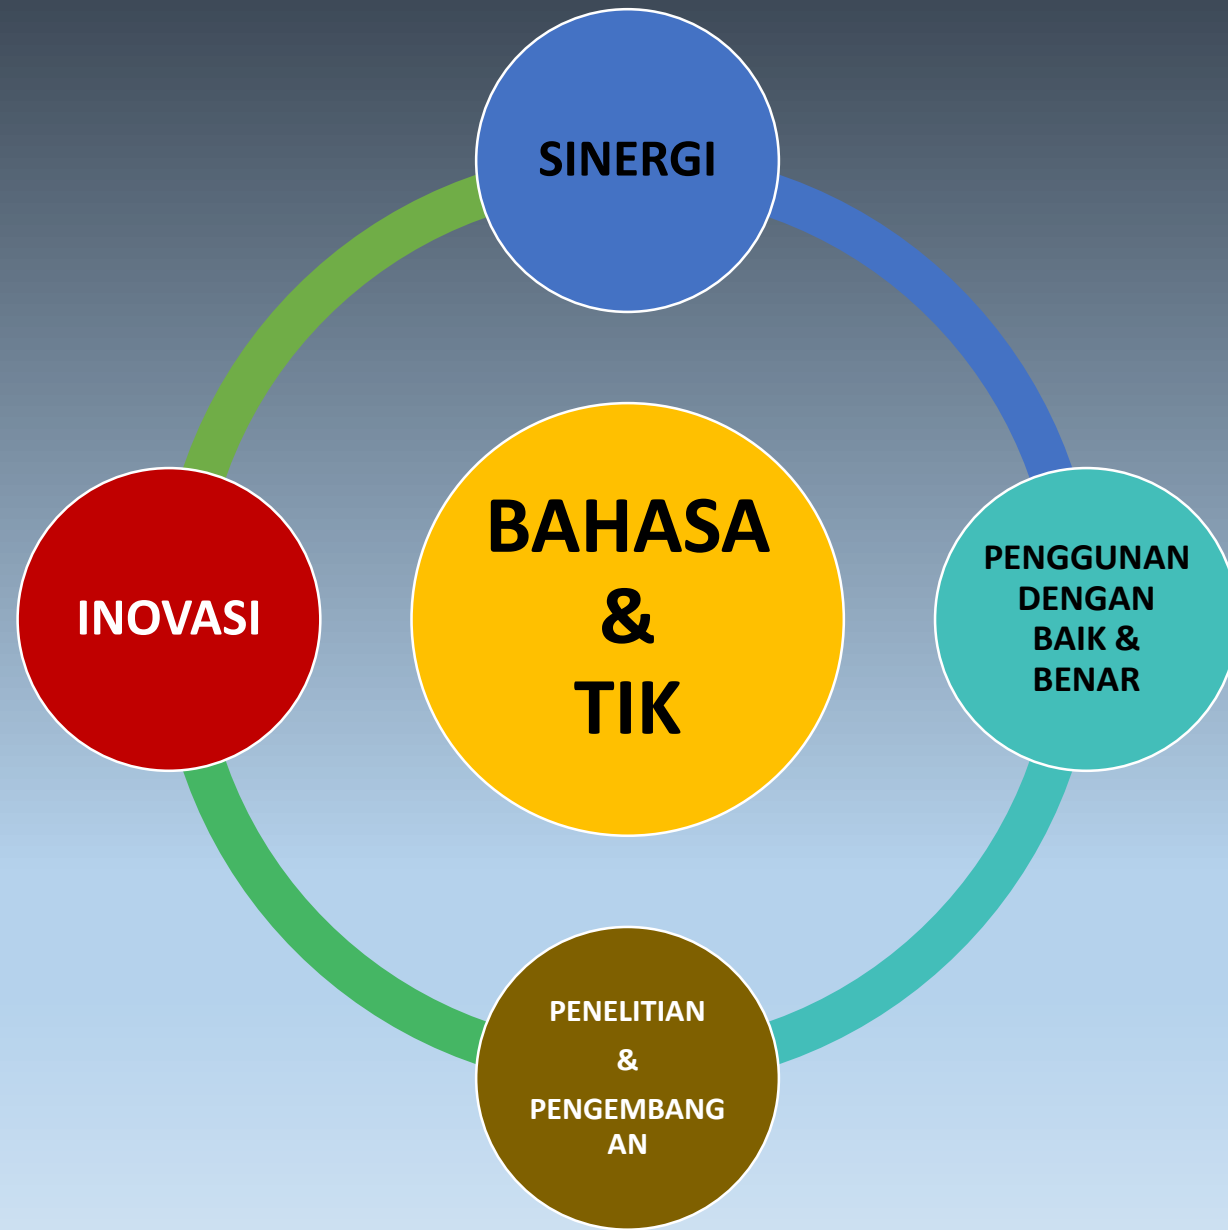 SINERGI
BAHASA
&
TIK
PENGGUNAN
DENGAN
BAIK &
BENAR
PENELITIAN
&
PENGEMBANG
AN
INOVASI